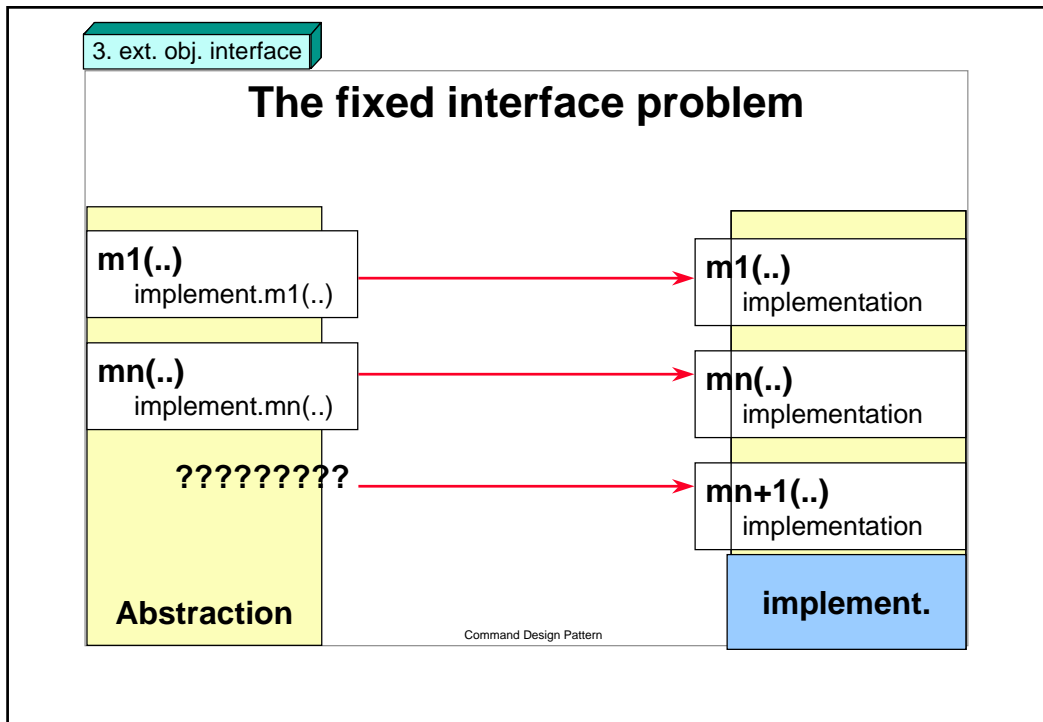 3. ext. obj. interface
The fixed interface problem
m1(..)
implement.m1(..)
mn(..)
implement.mn(..)
?????????
Abstraction
m1(..)
implementation
mn(..)
implementation
mn+1(..)
implementation
implement.
Command Design Pattern